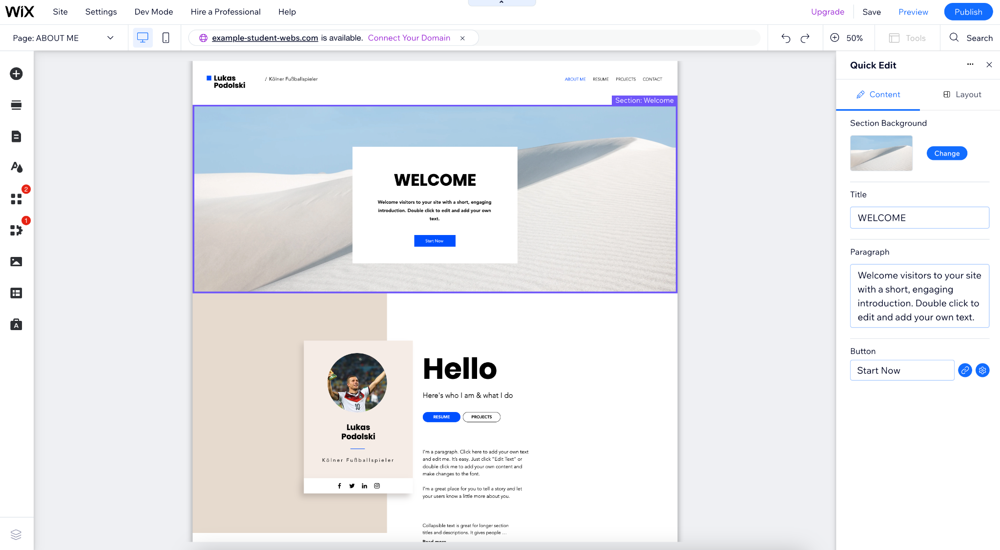 WiX
Site
Settings
Dev Mode
Hire a Professional
Help
Upgrade
Save
Preview
Publish
Page: ABOUT ME
example-student-webs.com is available. Connect Your Domain
50%
Tools
Search
2
1
A
Lukas
Podolski
/ Kölner Fußballspieler
ABOUT ME
RESUME
PROJECTS
CONTACT
Section: Welcome
WELCOME
Welcome visitors to your site with a short, engaging
introduction. Double click to edit and add your own
text.
Start Now
10
Lukas
Podolski
Kölner Fußballspieler
Hello
Here's who I am & what I do
RESUME
PROJECTS
I'm a paragraph. Click here to add your own text
and edit me. It's easy. Just click “Edit Text” or
double click me to add your own content and
make changes to the font.
I'm a great place for you to tell a story and let
your users know a little more about you.
Collapsible text is great for longer section
titles and descriptions. It gives people ...
Read more
Quick Edit
Content
Layout
Section Background
Change
Title
WELCOME
Paragraph
Welcome visitors to your site
with a short, engaging
introduction. Double click to
edit and add your own text.
Button
Start Now